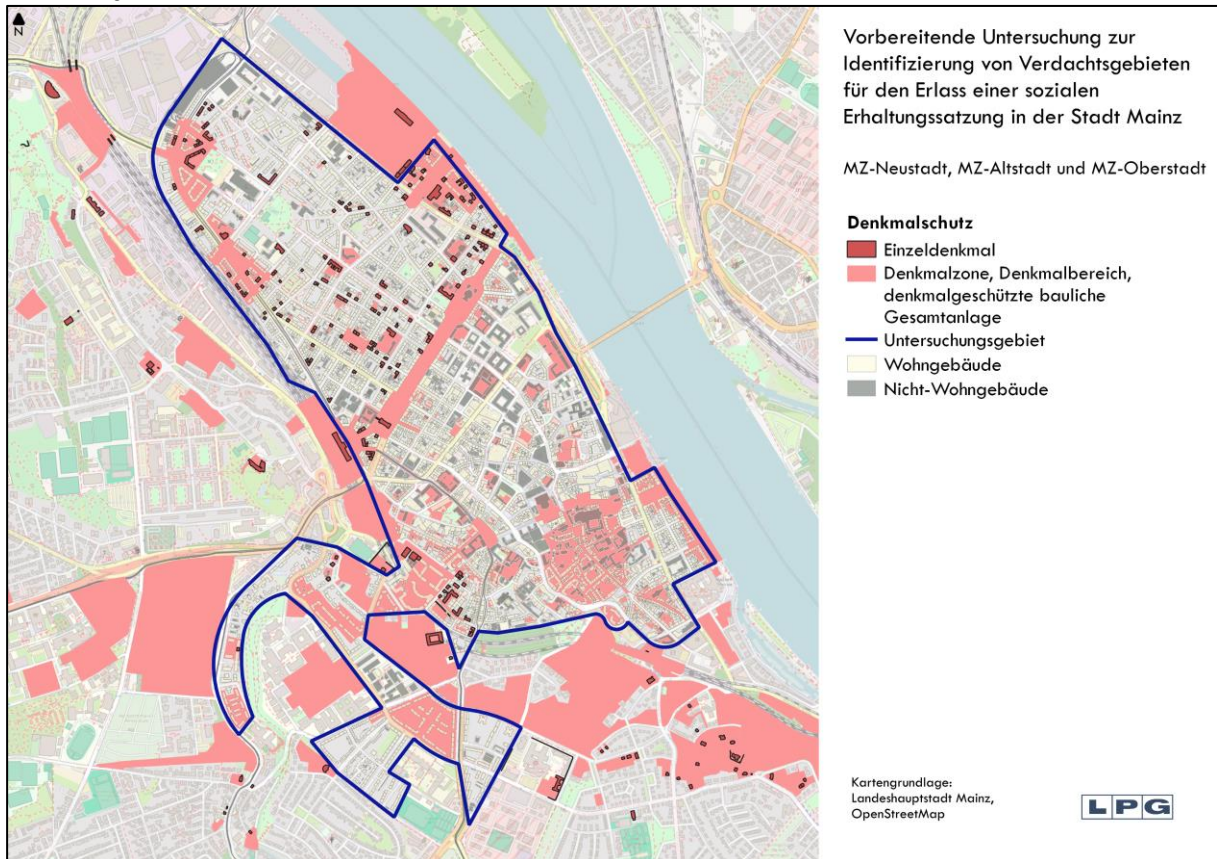 N
Vorbereitende Untersuchung zur
Identifizierung von Verdachtsgebieten
für den Erlass einer sozialen
Erhaltungssatzung in der Stadt Mainz
MZ-Neustadt, MZ-Altstadt und MZ-Oberstadt
Denkmalschutz
Einzeldenkmal
Denkmalzone, Denkmalbereich,
denkmalgeschützte bauliche
Gesamtanlage
Untersuchungsgebiet
Wohngebäude
Nicht-Wohngebäude
Kartengrundlage:
Landeshauptstadt Mainz,
OpenStreetMap
LPG